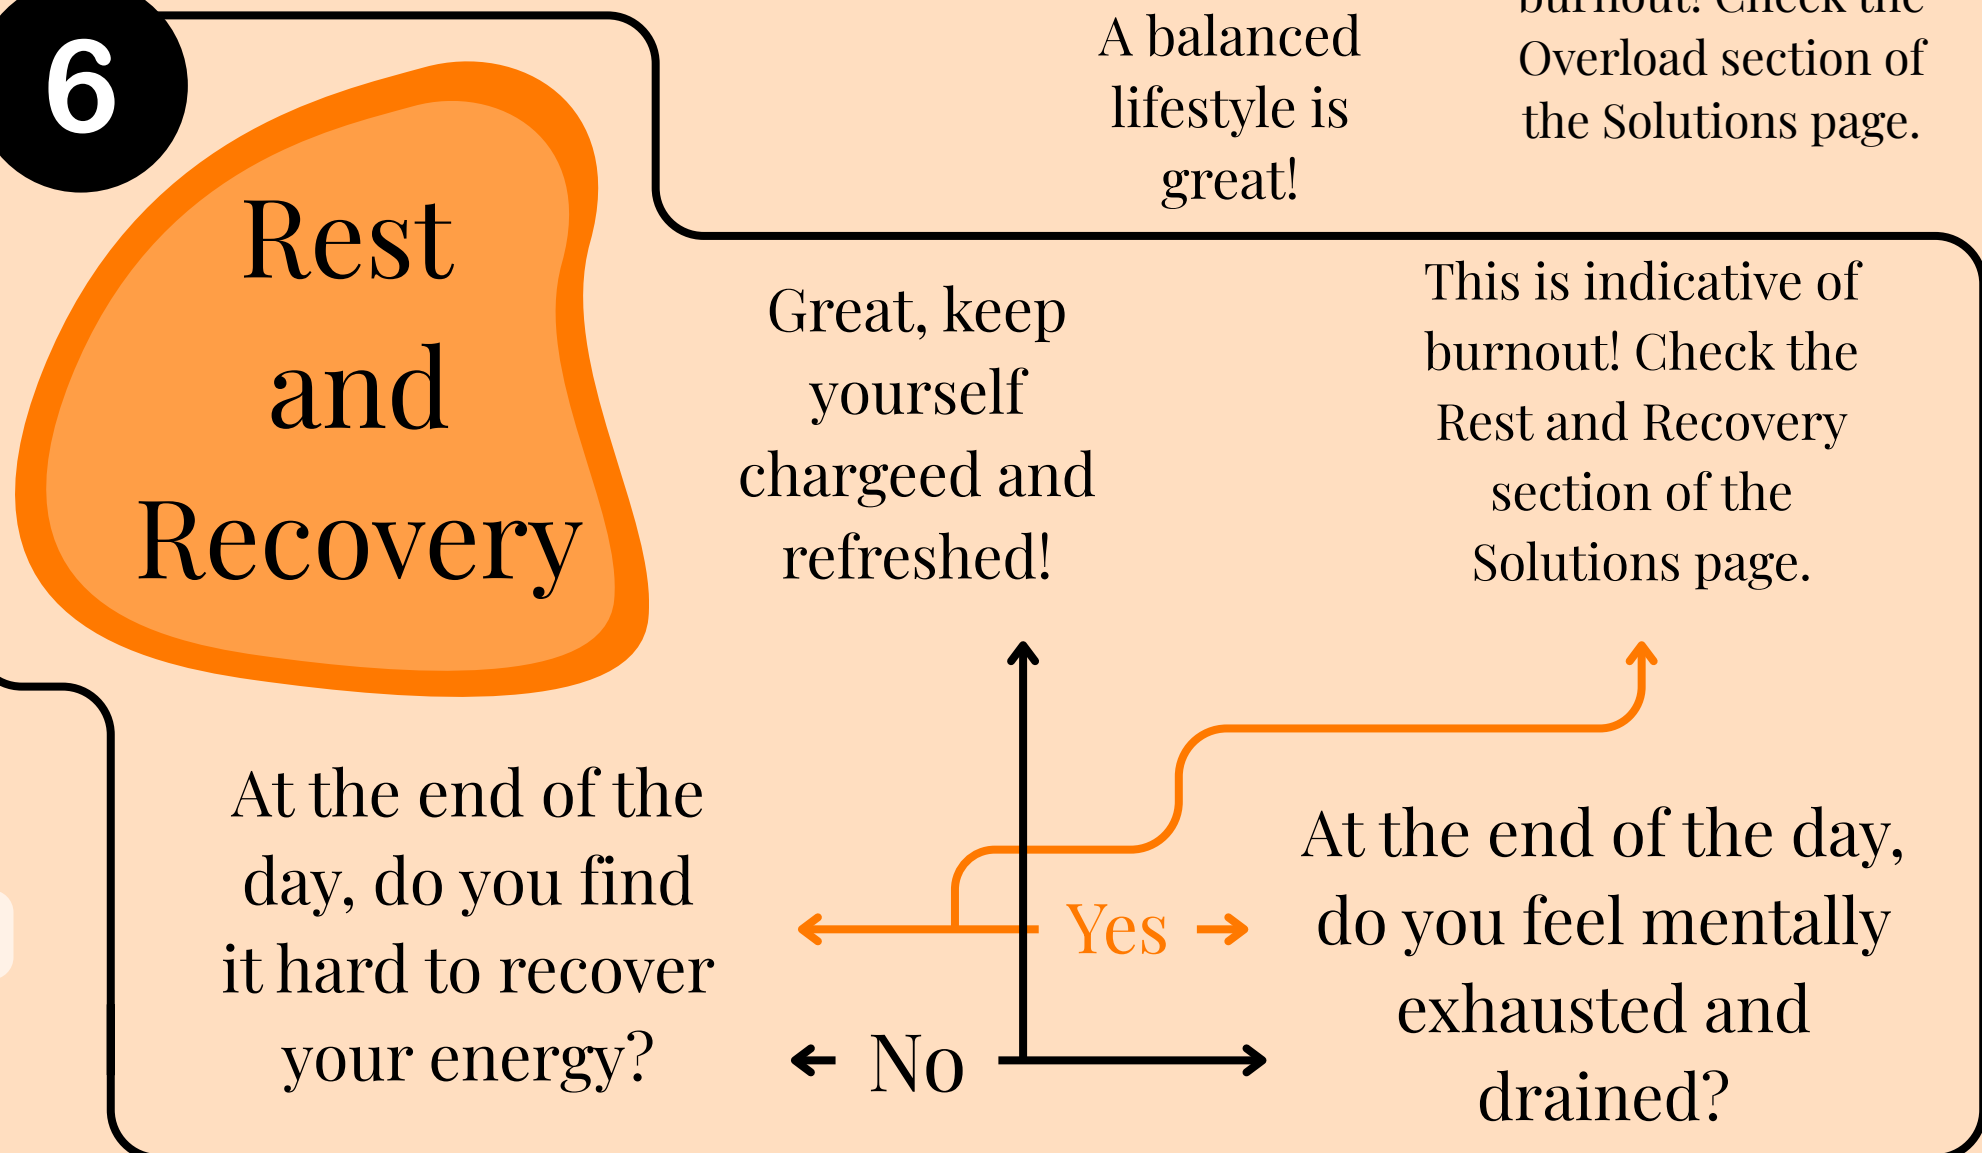 6
A balanced
lifestyle is
great!
burnout! Check the
Overload section of
the Solutions page.
Rest
and
Recovery
Great, keep
yourself
chargeed and
refreshed!
This is indicative of
burnout! Check the
Rest and Recovery
section of the
Solutions page.
At the end of the
day, do you find
it hard to recover
your energy?
Yes
No
At the end of the day,
do you feel mentally
exhausted and
drained?